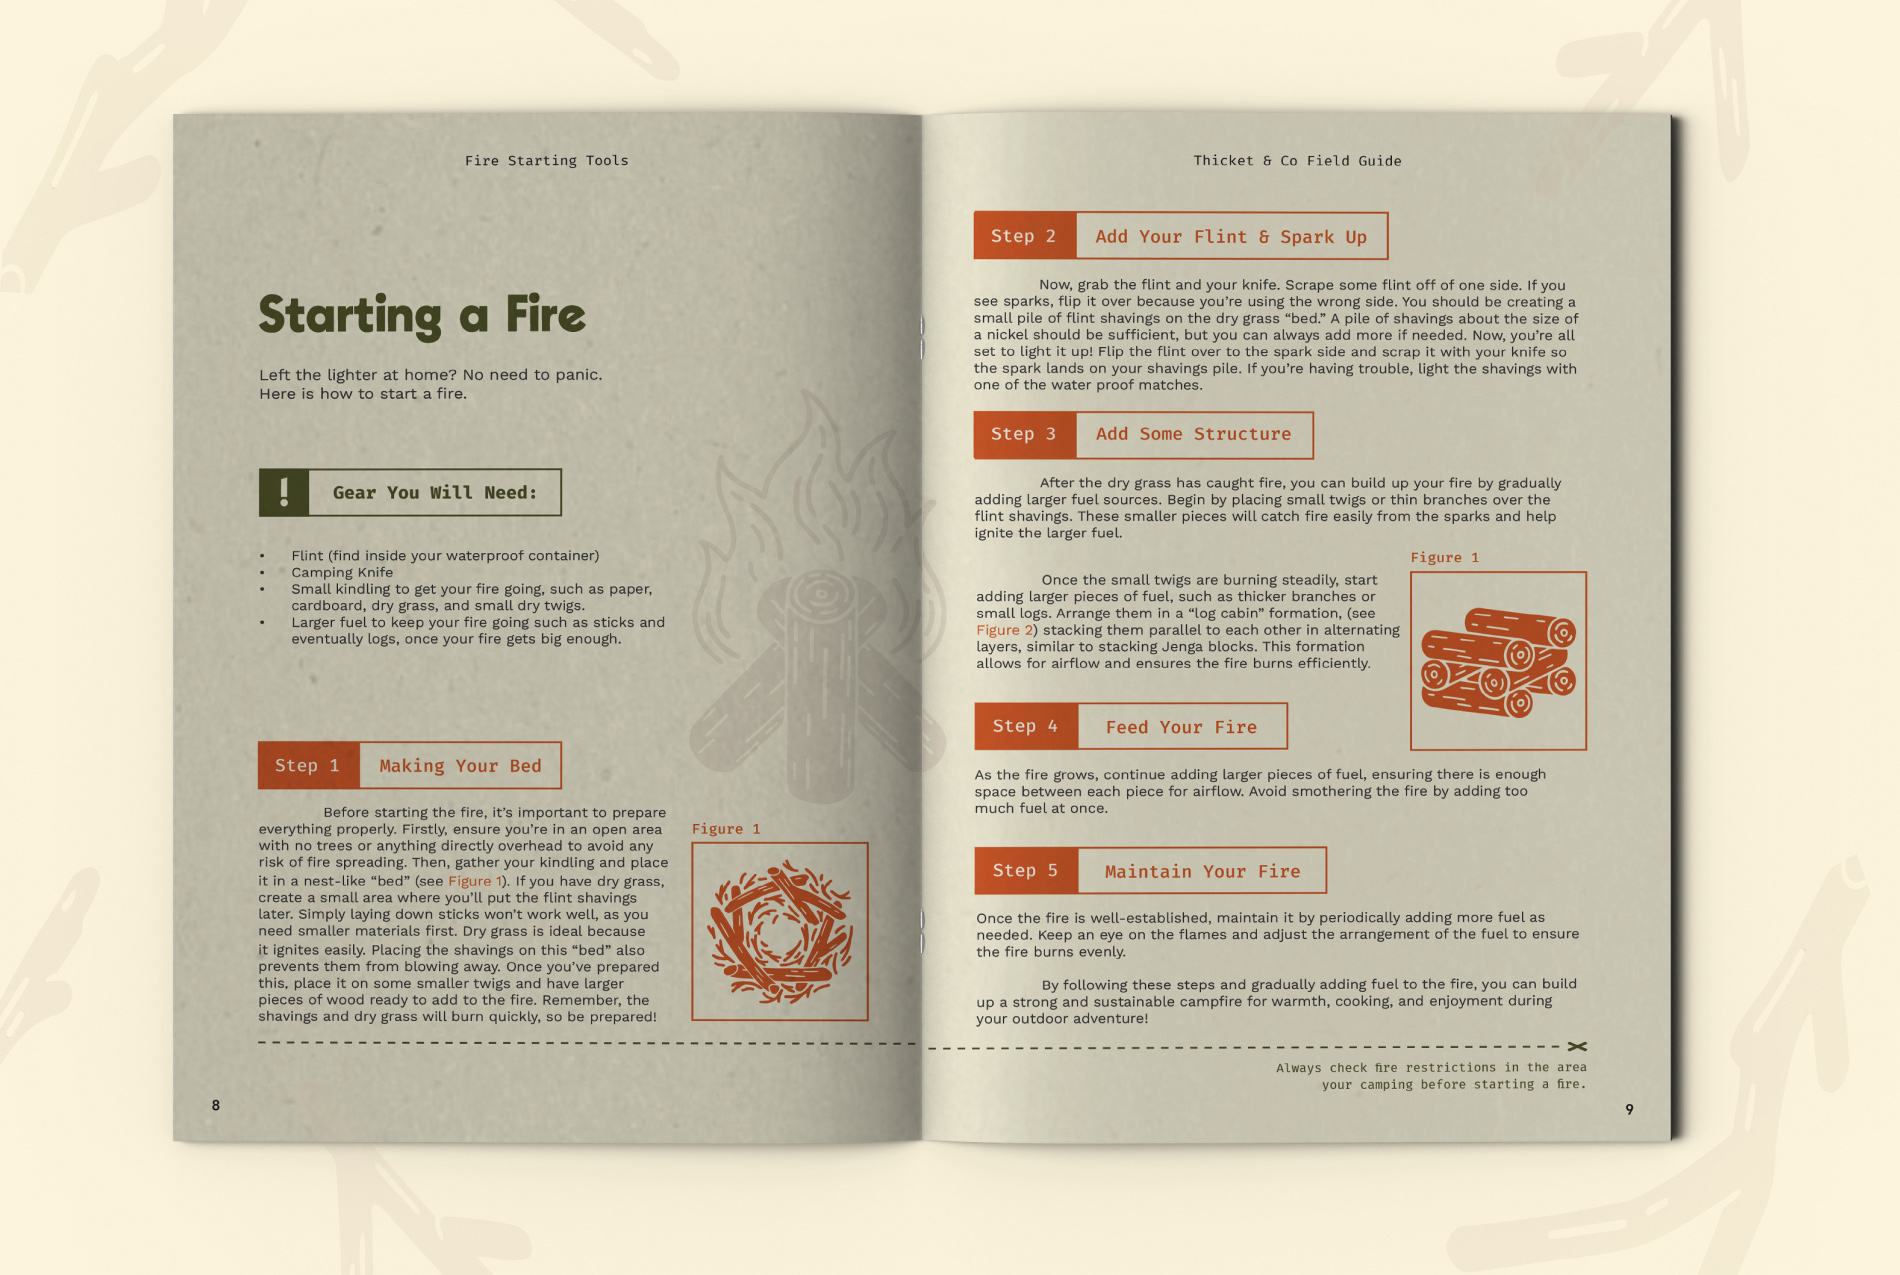 Fire Starting Tools
Starting a Fire
Left the lighter at home? No need to panic.
Here is how to start a fire.
! Gear You Will Need:
• Flint (find inside your waterproof container)
• Camping Knife
• Small kindling to get your fire going, such as paper,
cardboard, dry grass, and small dry twigs.
• Larger fuel to keep your fire going such as sticks and
eventually logs, once your fire gets big enough.
Step 1 Making Your Bed
Before starting the fire, it's important to prepare
everything properly. Firstly, ensure you're in an open area
with no trees or anything directly overhead to avoid any
risk of fire spreading. Then, gather your kindling and place
it in a nest-like “bed” (see Figure 1). If you have dry grass,
create a small area where you'll put the flint shavings
later. Simply laying down sticks won't work well, as you
need smaller materials first. Dry grass is ideal because
it ignites easily. Placing the shavings on this “bed” also
prevents them from blowing away. Once you've prepared
this, place it on some smaller twigs and have larger
pieces of wood ready to add to the fire. Remember, the
shavings and dry grass will burn quickly, so be prepared!
Figure 1
8
Thicket & Co Field Guide
Step 2 Add Your Flint & Spark Up
Now, grab the flint and your knife. Scrape some flint off of one side. If you
see sparks, flip it over because you're using the wrong side. You should be creating a
small pile of flint shavings on the dry grass “bed.” A pile of shavings about the size of
a nickel should be sufficient, but you can always add more if needed. Now, you're all
set to light it up! Flip the flint over to the spark side and scrap it with your knife so
the spark lands on your shavings pile. If you're having trouble, light the shavings with
one of the water proof matches.
Step 3 Add Some Structure
After the dry grass has caught fire, you can build up your fire by gradually
adding larger fuel sources. Begin by placing small twigs or thin branches over the
flint shavings. These smaller pieces will catch fire easily from the sparks and help
ignite the larger fuel.
Once the small twigs are burning steadily, start
adding larger pieces of fuel, such as thicker branches or
small logs. Arrange them in a “log cabin” formation, (see
Figure 2) stacking them parallel to each other in alternating
layers, similar to stacking Jenga blocks. This formation
allows for airflow and ensures the fire burns efficiently.
Figure 1
Step 4 Feed Your Fire
As the fire grows, continue adding larger pieces of fuel, ensuring there is enough
space between each piece for airflow. Avoid smothering the fire by adding too
much fuel at once.
Step 5 Maintain Your Fire
Once the fire is well-established, maintain it by periodically adding more fuel as
needed. Keep an eye on the flames and adjust the arrangement of the fuel to ensure
the fire burns evenly.
By following these steps and gradually adding fuel to the fire, you can build
up a strong and sustainable campfire for warmth, cooking, and enjoyment during
your outdoor adventure!
Always check fire restrictions in the area
your camping before starting a fire.
9